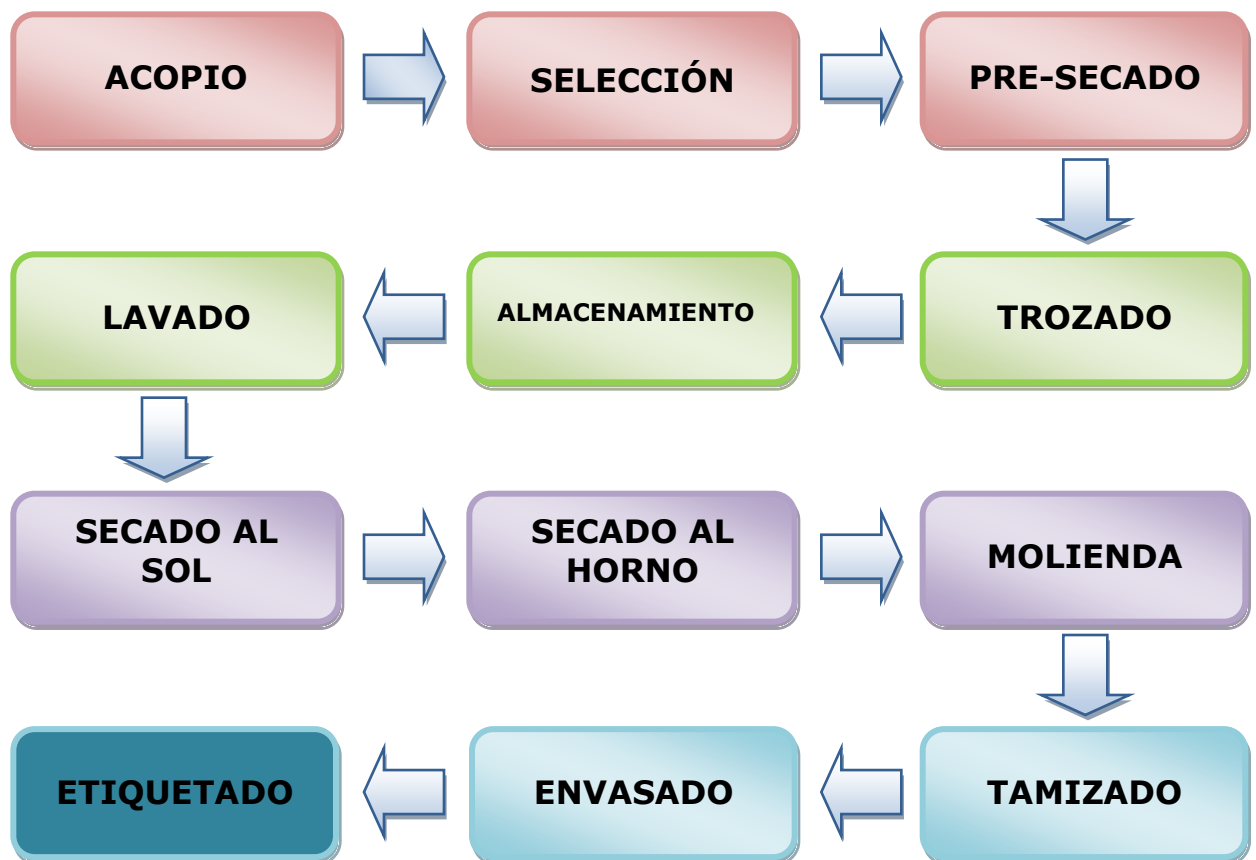 ACOPIO
SELECCIÓN
PRE-SECADO
TROZADO
ALMACENAMIENTO
LAVADO
SECADO AL
SOL
SECADO AL
HORNO
MOLIENDA
TAMIZADO
ENVASADO
ETIQUETADO